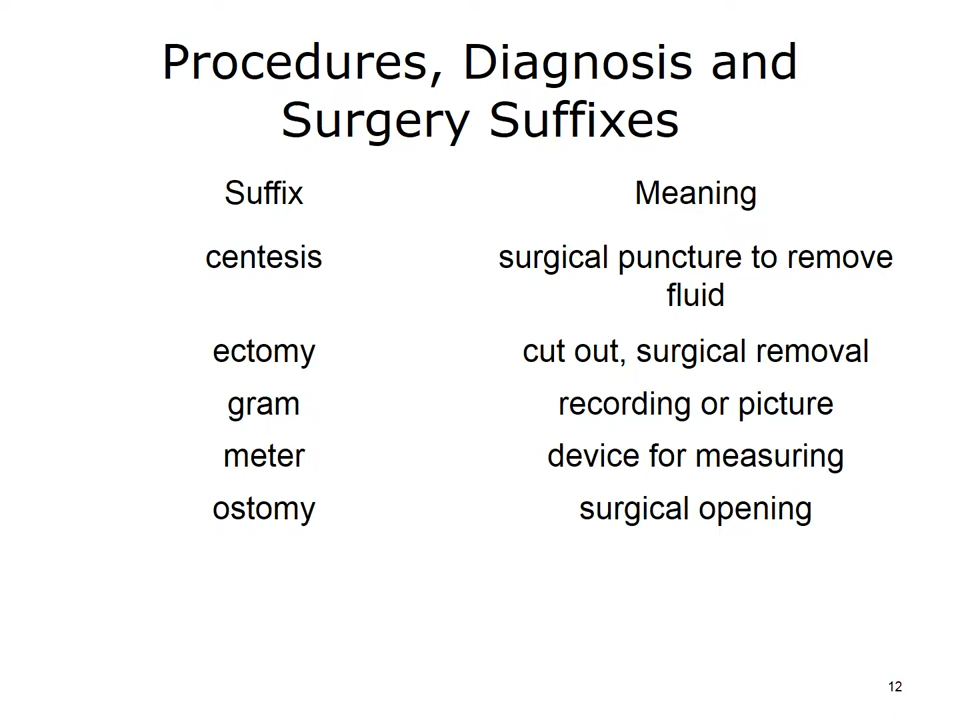 Procedures, Diagnosis and
Surgery Suffixes
Suffix Meaning
centesis surgical puncture to remove
fluid
ectomy cut out, surgical removal
gram recording or picture
meter device for measuring
ostomy surgical opening
12